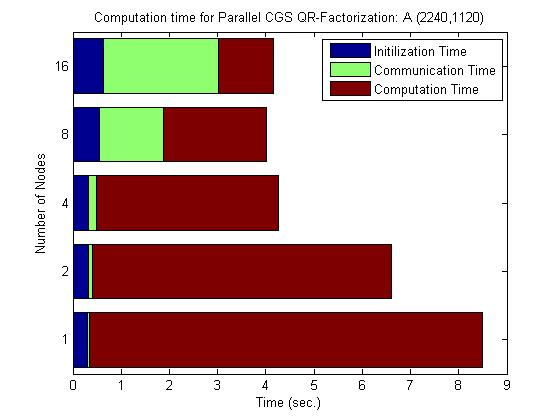 Computation time for Parallel CGS QR-Factorization: A (2240,1120)
Initilization Time
Communication Time
Computation Time
Number of Nodes
16
8
4
2
1
0 1 2 3 4 5 6 7 8 9
Time (sec.)